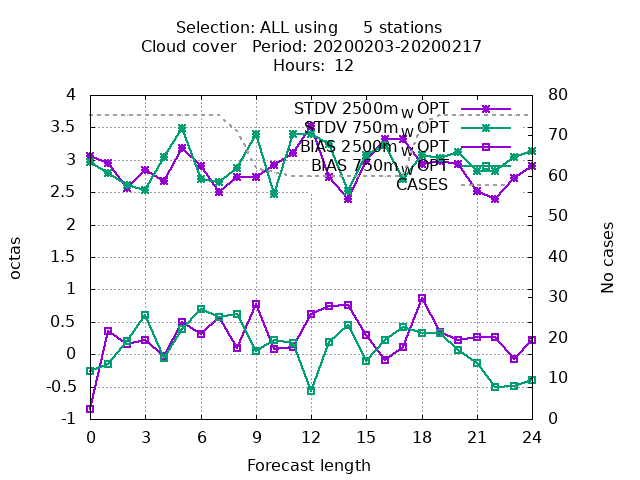 Selection: ALL using 5 stations
Cloud cover Period: 20200203-20200217
Hours: 12
STDV 2500m_W OPT
STDV 750m_W OPT
BIAS 2500m_W OPT
BIAS 750m_W OPT
CASES
octas
No cases
4
3.5
3
2.5
2
1.5
1
0.5
0
-0.5
-1
80
70
60
50
40
30
20
10
0
0 3 6 9 12 15 18 21 24
Forecast length